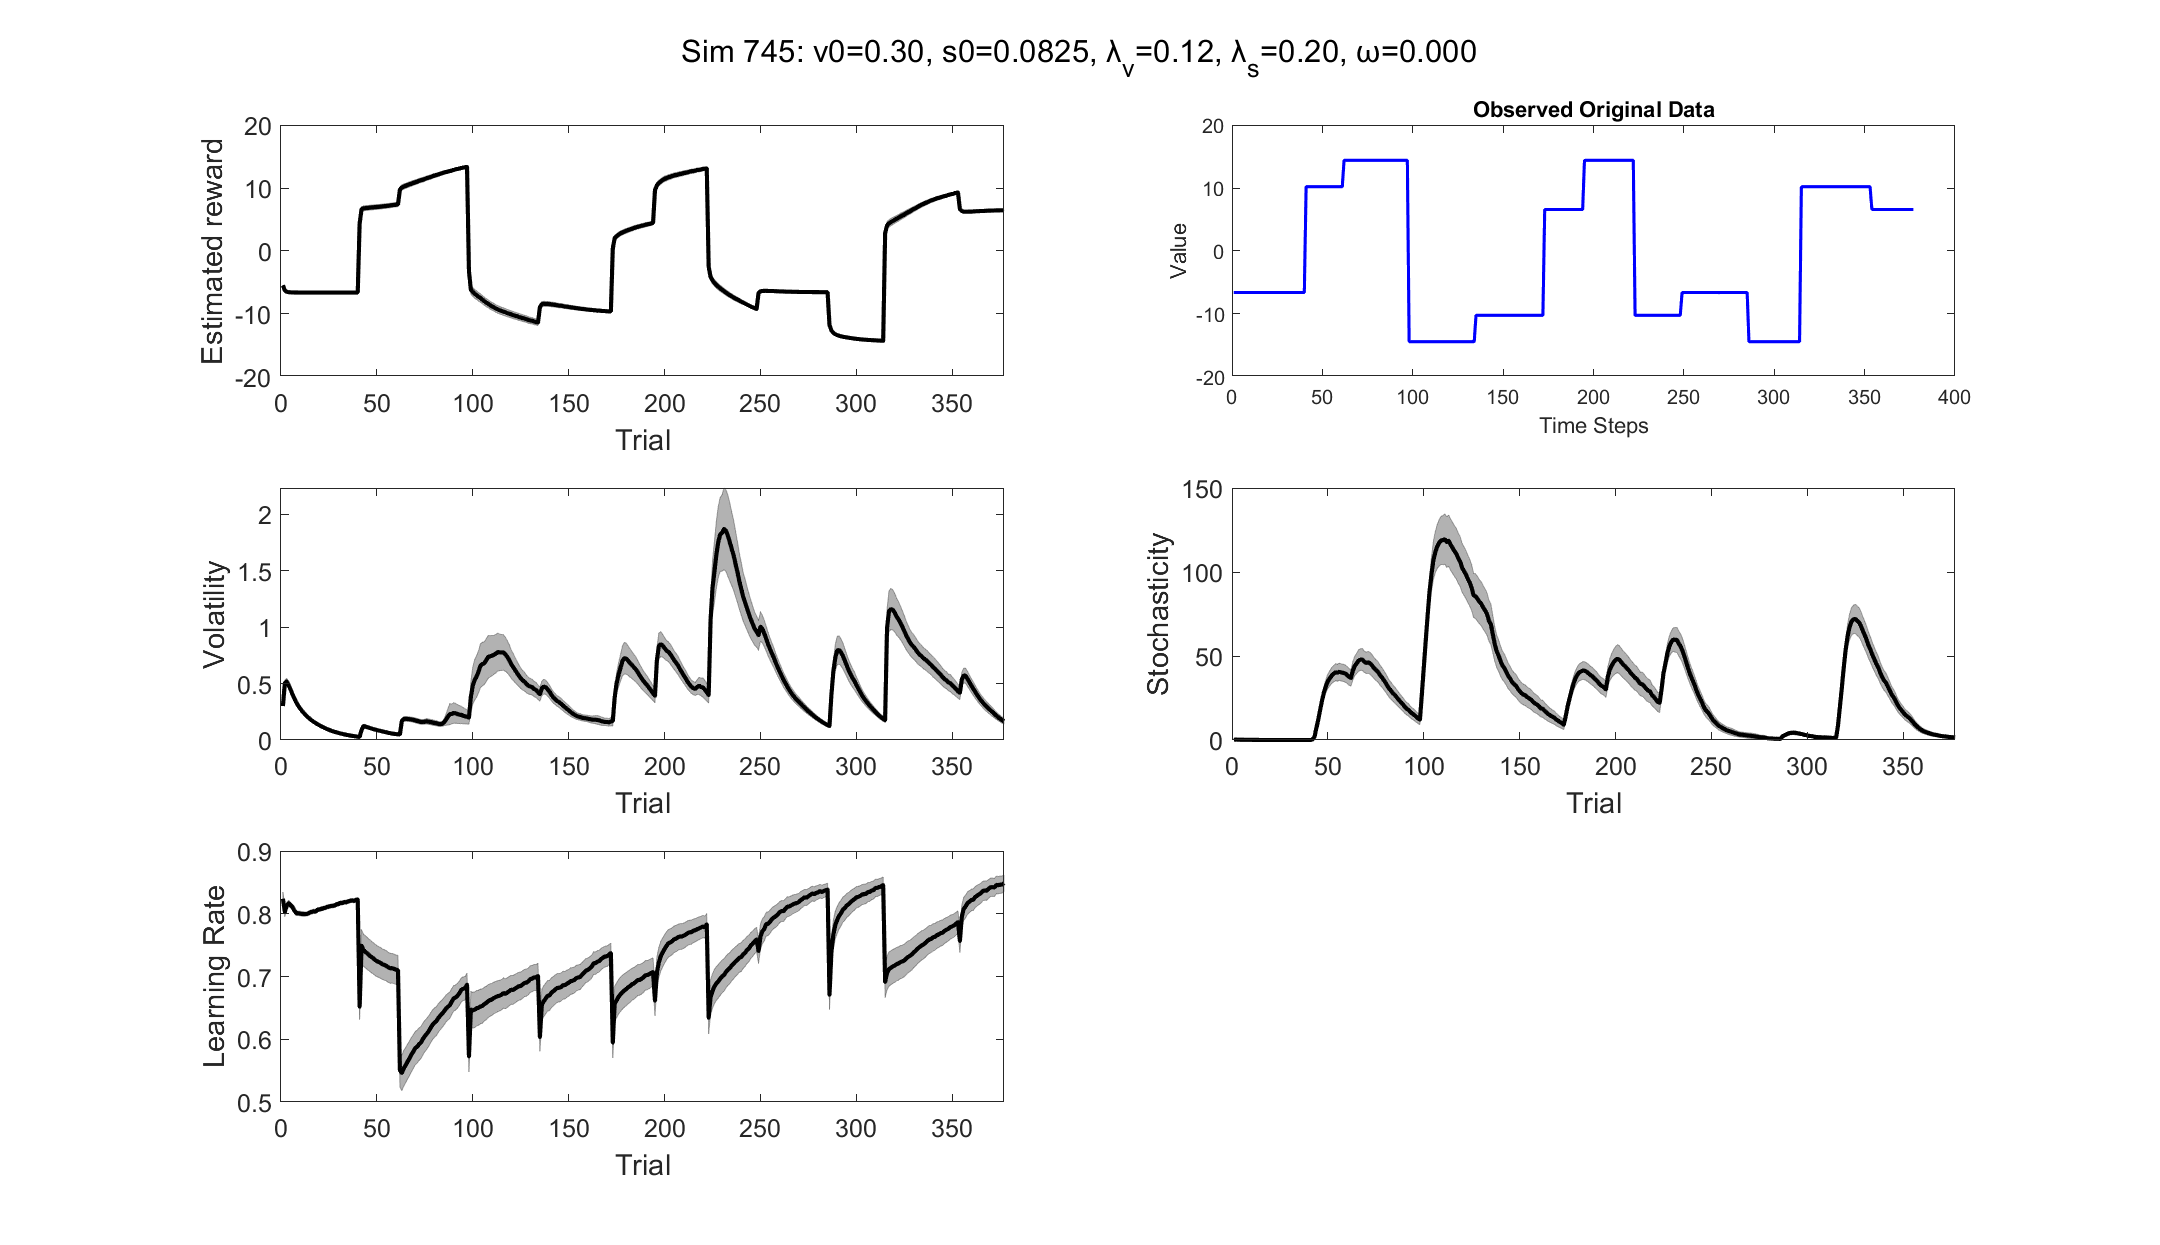 Sim 745: v0=0.30, s0=0.0825, λv=0.12, λs=0.20, ω=0.000
Estimated reward
20
10
0
-10
-20
0 50 100 150 200 250 300 350
Trial
Observed Original Data
Value
20
10
0
-10
-20
0 50 100 150 200 250 300 350 400
Time Steps
Volatility
2
1.5
1
0.5
0
0 50 100 150 200 250 300 350
Trial
Stochasticity
150
100
50
0
0 50 100 150 200 250 300 350
Trial
Learning Rate
0.9
0.8
0.7
0.6
0.5
0 50 100 150 200 250 300 350
Trial